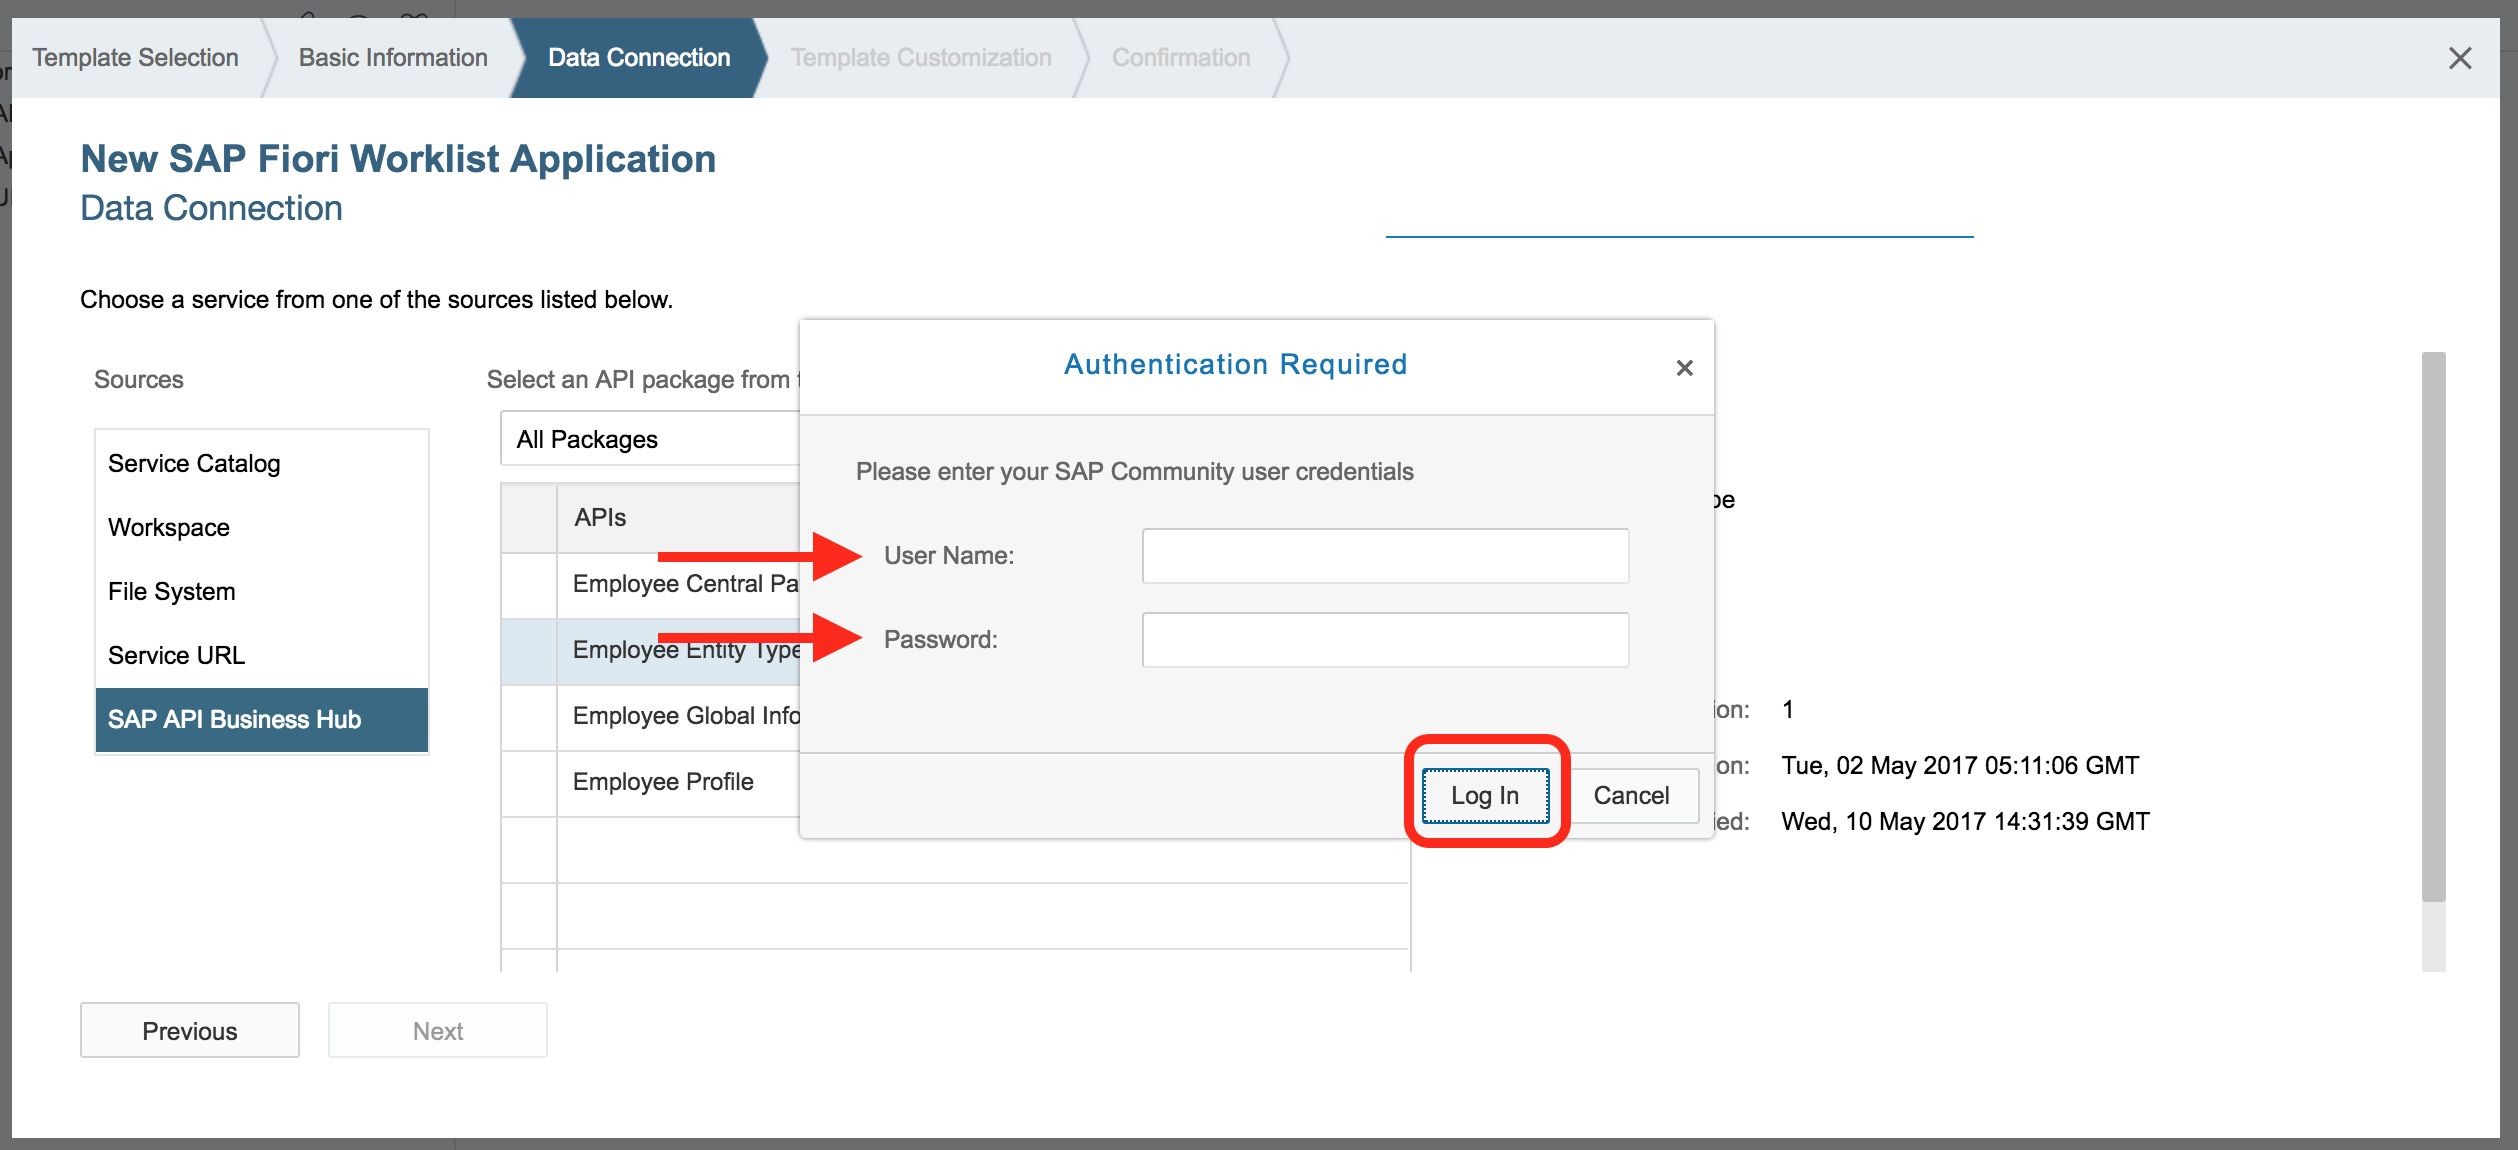 Template Selection
Basic Information
Data Connection
Template Customization
Confirmation
New SAP Fiori Worklist Application
Data Connection
Choose a service from one of the sources listed below.
Sources
Service Catalog
Workspace
File System
Service URL
SAP API Business Hub
Select an API package from
All Packages
APIs
Employee Central Pa
Employee Entity Type
Employee Global Info
Employee Profile
Authentication Required
Please enter your SAP Community user credentials
User Name:
Password:
Log In
Cancel
1
Tue, 02 May 2017 05:11:06 GMT
Wed, 10 May 2017 14:31:39 GMT
Previous
Next